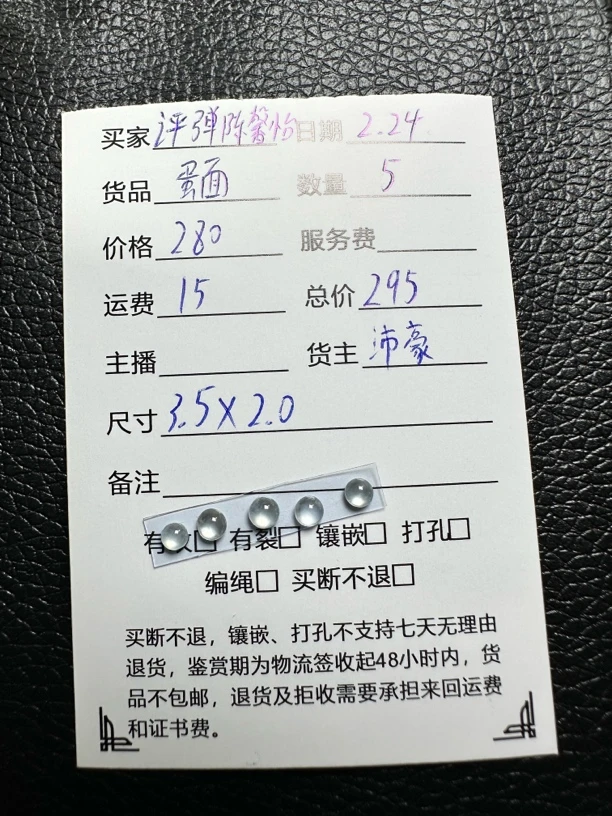 买家 评弹陈馨怡 日期 2.24
货品 蛋面 数量 5
价格 280 服务费
运费 15 总价 295
主播 货主 沛豪
尺寸 3.5X2.0
备注
有纹□ 有裂□ 镶嵌□ 打孔□
编绳□ 买断不退□
买断不退，镶嵌、打孔不支持七天无理由
退货，鉴赏期为物流签收起48小时内，货
品不包邮，退货及拒收需要承担来回运费
和证书费。